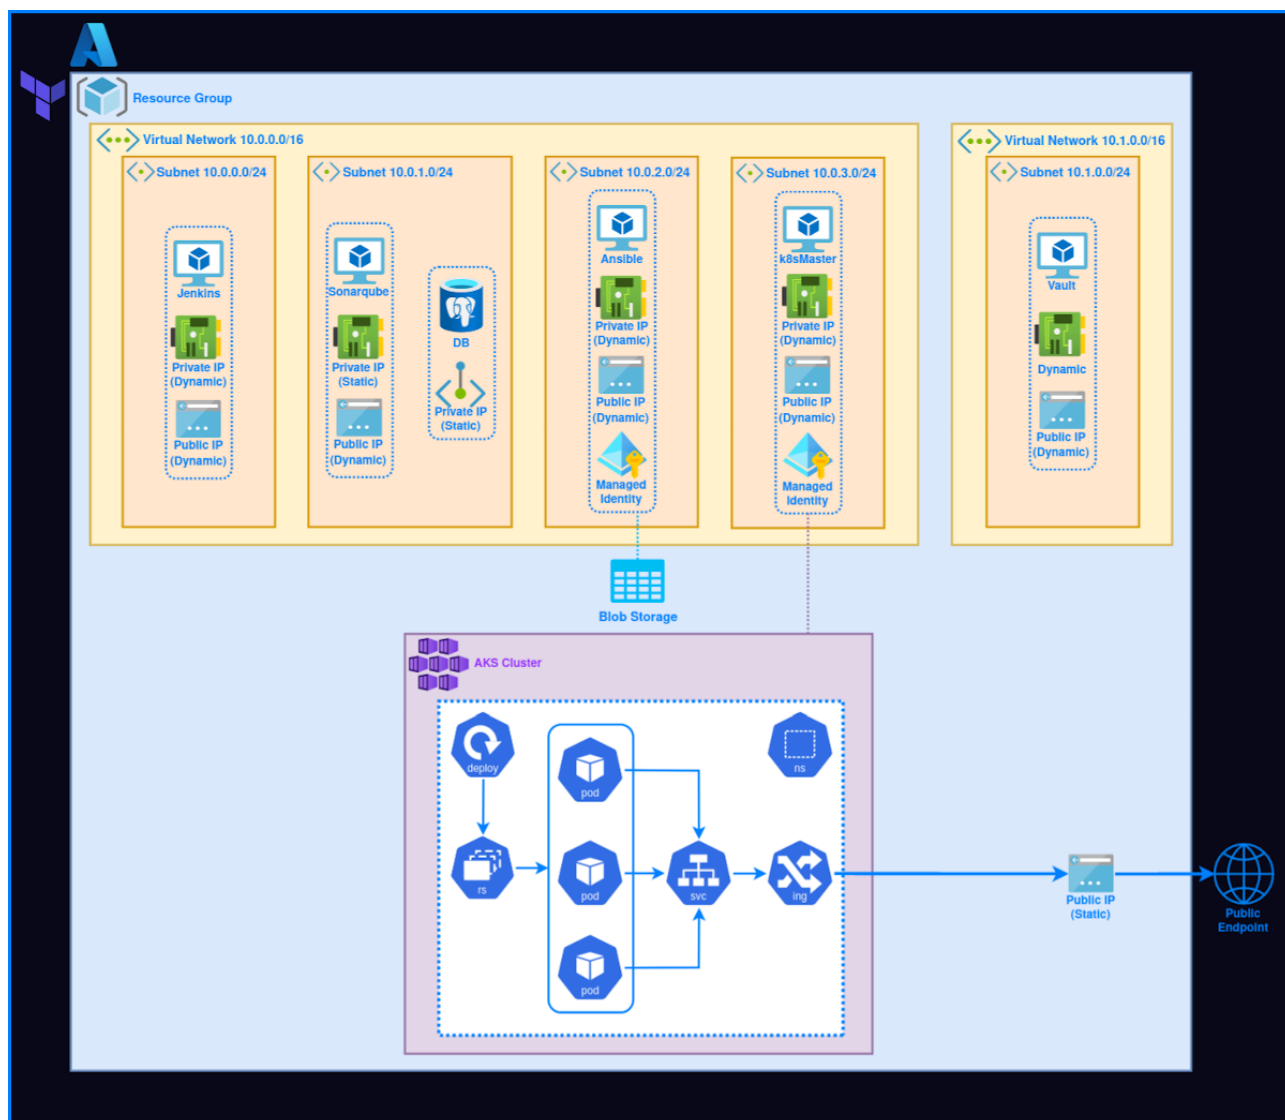 Resource Group
Virtual Network 10.0.0.0/16
Subnet 10.0.0.0/24
Jenkins
Private IP
(Dynamic)
Public IP
(Dynamic)
Subnet 10.0.1.0/24
Sonarqube
Private IP
(Static)
Public IP
(Dynamic)
DB
Private IP
(Static)
Subnet 10.0.2.0/24
Ansible
Private IP
(Dynamic)
Public IP
(Dynamic)
Managed
Identity
Subnet 10.0.3.0/24
k8sMaster
Private IP
(Dynamic)
Public IP
(Dynamic)
Managed
Identity
Virtual Network 10.1.0.0/16
Subnet 10.1.0.0/24
Vault
Dynamic
Public IP
(Dynamic)
Blob Storage
AKS Cluster
deploy
rs
pod
pod
pod
svc
ns
ing
Public IP
(Static)
Public
Endpoint